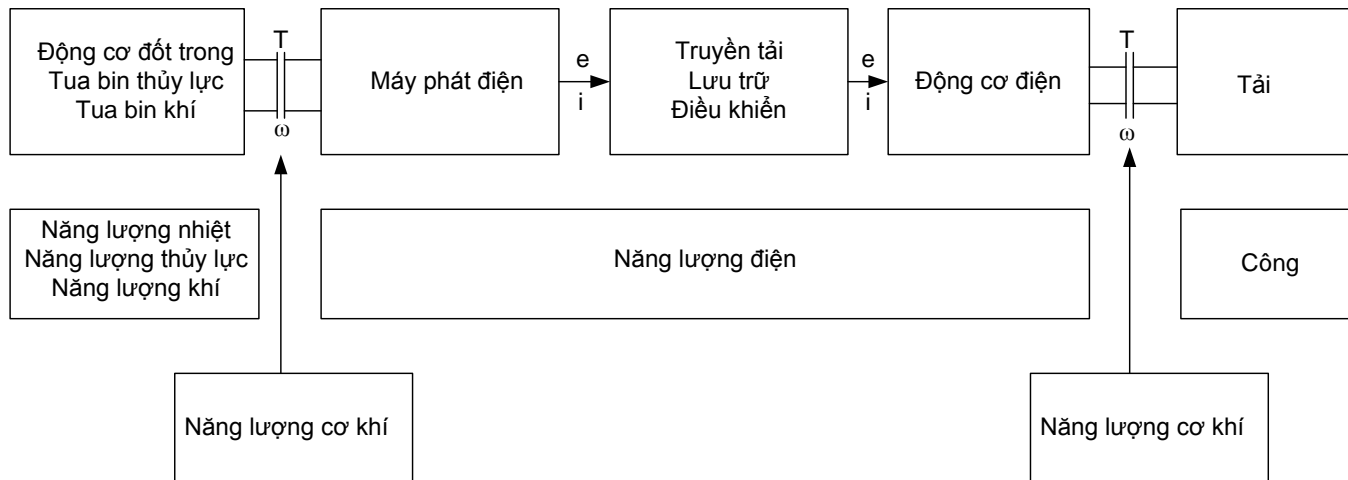 Động cơ đốt trong
Tua bin thủy lực
Tua bin khí
T
ω
Máy phát điện
e
i
Truyền tải
Lưu trữ
Điều khiển
e
i
Động cơ điện
T
ω
Tải
Năng lượng nhiệt
Năng lượng thủy lực
Năng lượng khí
Năng lượng điện
Công
Năng lượng cơ khí
Năng lượng cơ khí